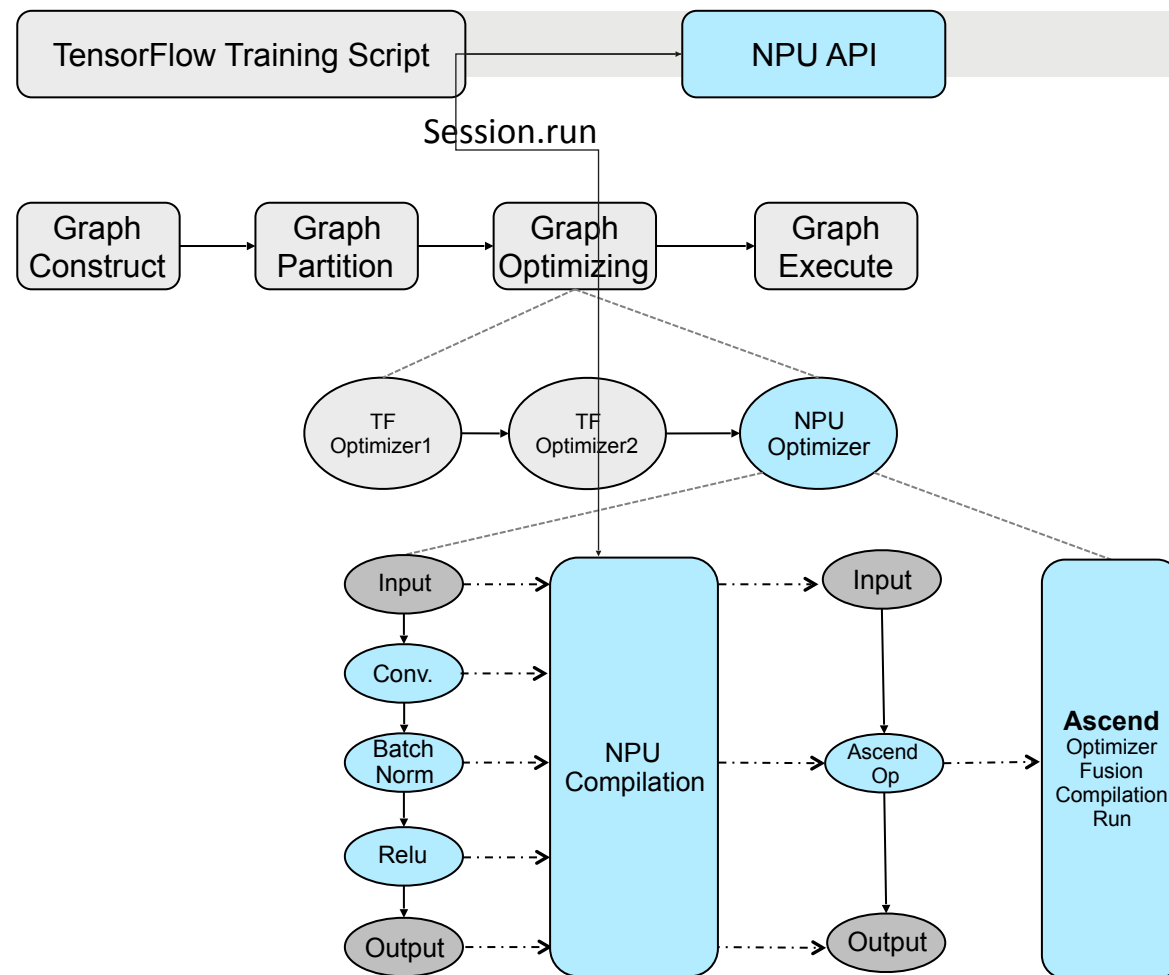 TensorFlow Training Script
NPU API
Session.run
Graph
Construct
Graph
Partition
Graph
Optimizing
Graph
Execute
TF
Optimizer1
TF
Optimizer2
NPU
Optimizer
Input
Conv.
Batch
Norm
Relu
Output
NPU
Compilation
Input
Ascend
Op
Output
Ascend
Optimizer
Fusion
Compilation
Run